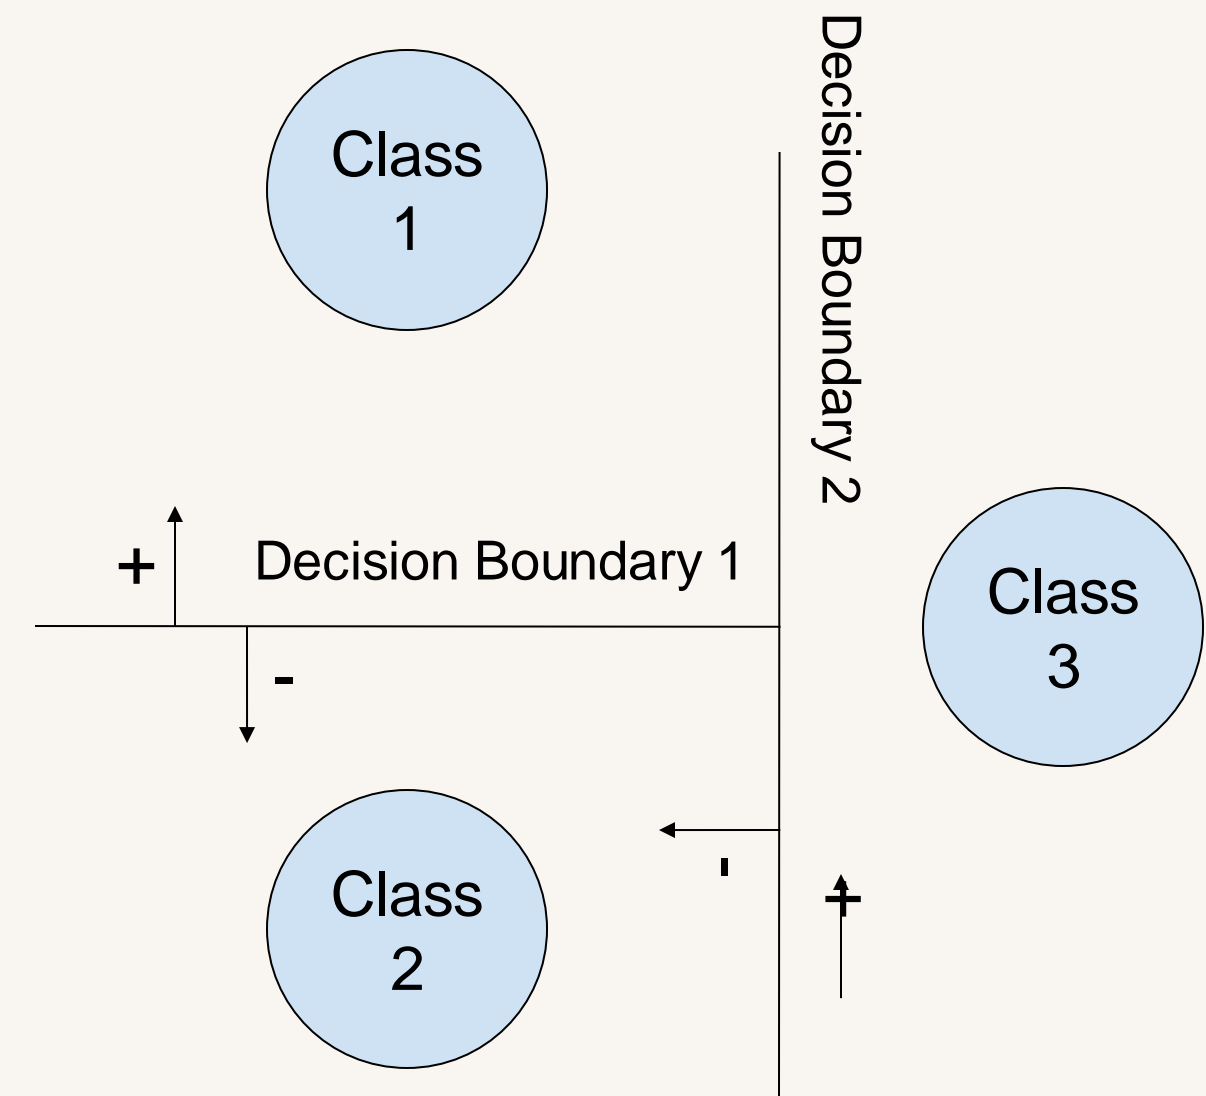 Decision Boundary 2
Class
1
+
Decision Boundary 1
-
Class
3
-
+
Class
2